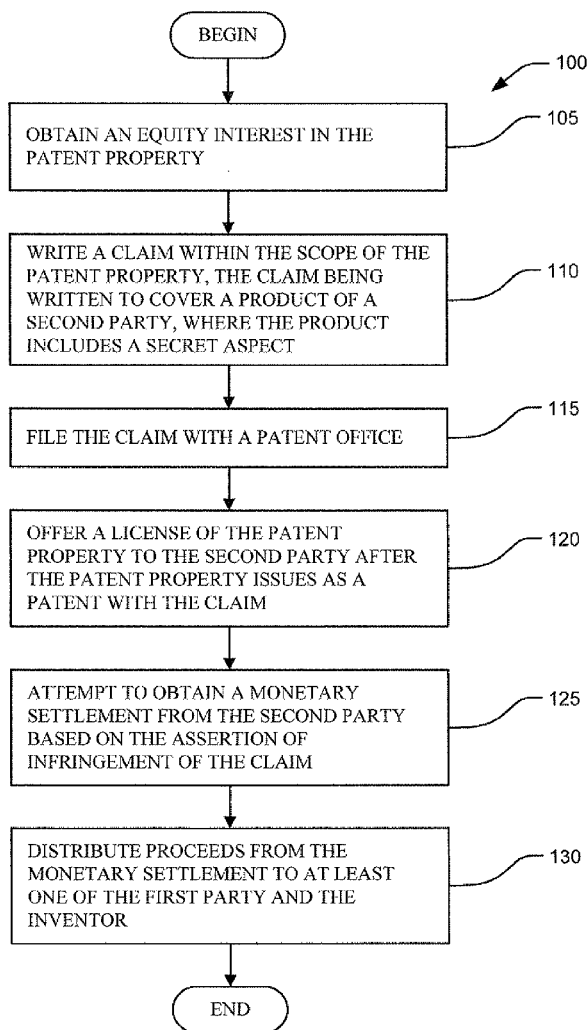 BEGIN
100
OBTAIN AN EQUITY INTEREST IN THE
PATENT PROPERTY
105
WRITE A CLAIM WITHIN THE SCOPE OF THE
PATENT PROPERTY, THE CLAIM BEING
WRITTEN TO COVER A PRODUCT OF A
SECOND PARTY, WHERE THE PRODUCT
INCLUDES A SECRET ASPECT
110
FILE THE CLAIM WITH A PATENT OFFICE
115
OFFER A LICENSE OF THE PATENT
PROPERTY TO THE SECOND PARTY AFTER
THE PATENT PROPERTY ISSUES AS A
PATENT WITH THE CLAIM
120
ATTEMPT TO OBTAIN A MONETARY
SETTLEMENT FROM THE SECOND PARTY
BASED ON THE ASSERTION OF
INFRINGEMENT OF THE CLAIM
125
DISTRIBUTE PROCEEDS FROM THE
MONETARY SETTLEMENT TO AT LEAST
ONE OF THE FIRST PARTY AND THE
INVENTOR
130
END